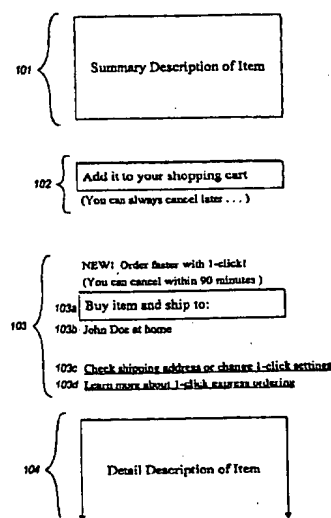 101
Summary Description of Item
102
Add it to your shopping cart
(You can always cancel later . . . )
NEW! Order faster with 1-click!
(You can cancel within 90 minutes )
103
103a
Buy item and ship to:
103b John Doe at home
103c Check shipping address or change 1-click settings
103d Learn more about 1-click express ordering
104
Detail Description of Item